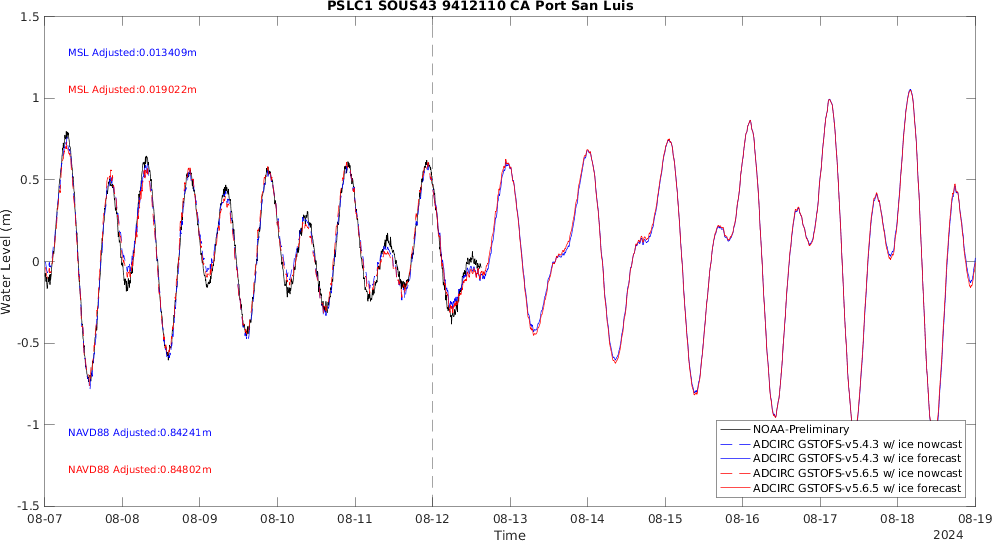 PSLC1 SOUS43 9412110 CA Port San Luis
1.5
1
0.5
0
-0.5
-1
-1.5
Water Level (m)
MSL Adjusted:0.013409m
MSL Adjusted:0.019022m
NAVD88 Adjusted:0.84241m
NAVD88 Adjusted:0.84802m
NOAA-Preliminary
ADCIRC GSTOFS-v5.4.3 w/ ice nowcast
ADCIRC GSTOFS-v5.4.3 w/ ice forecast
ADCIRC GSTOFS-v5.6.5 w/ ice nowcast
ADCIRC GSTOFS-v5.6.5 w/ ice forecast
08-07 08-08 08-09 08-10 08-11 08-12 08-13 08-14 08-15 08-16 08-17 08-18 08-19
Time
2024